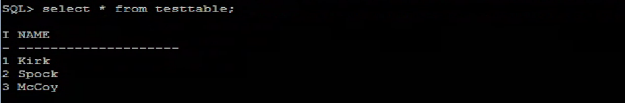 SQL> select * from testtable;
I NAME
- --------------------
1 Kirk
2 Spock
3 McCoy